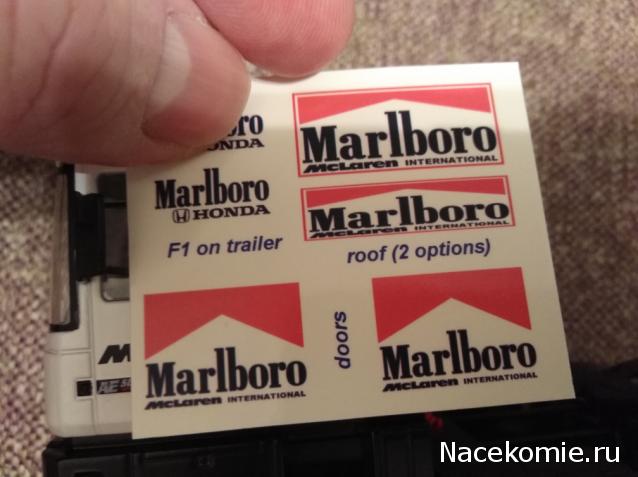 Marlboro
McLaren INTERNATIONAL
Marlboro
HONDA
Marlboro
McLaren INTERNATIONAL
F1 on trailer
roof (2 options)
Marlboro
McLaren INTERNATIONAL
doors
Marlboro
McLaren INTERNATIONAL
Nacekomie.ru